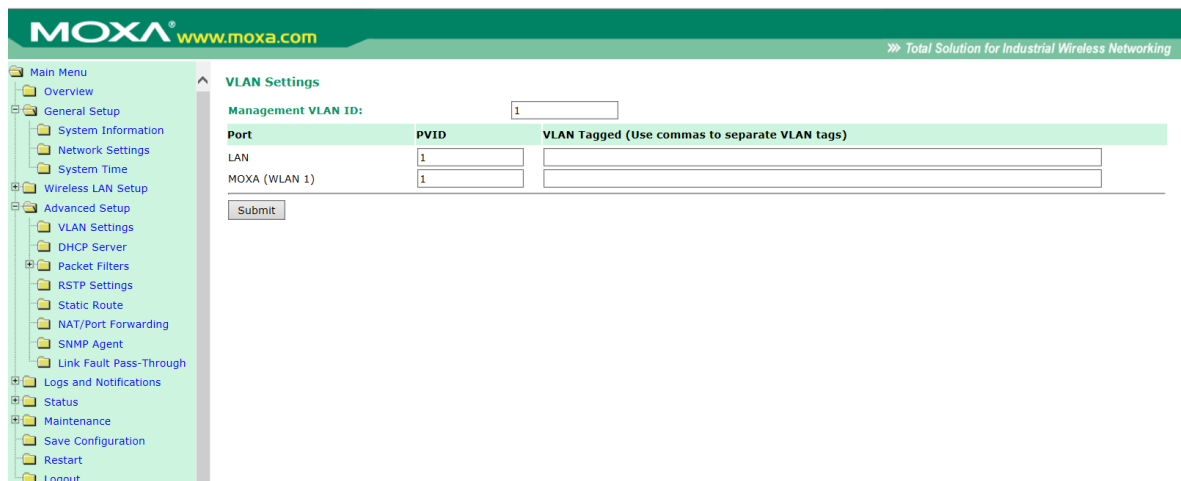 MOXA® www.moxa.com
Total Solution for Industrial Wireless Networking
Main Menu
Overview
General Setup
System Information
Network Settings
System Time
Wireless LAN Setup
Advanced Setup
VLAN Settings
DHCP Server
Packet Filters
RSTP Settings
Static Route
NAT/Port Forwarding
SNMP Agent
Link Fault Pass-Through
Logs and Notifications
Status
Maintenance
Save Configuration
Restart
Logout
VLAN Settings
Management VLAN ID: 1
Port PVID VLAN Tagged (Use commas to separate VLAN tags)
LAN 1
MOXA (WLAN 1) 1
Submit